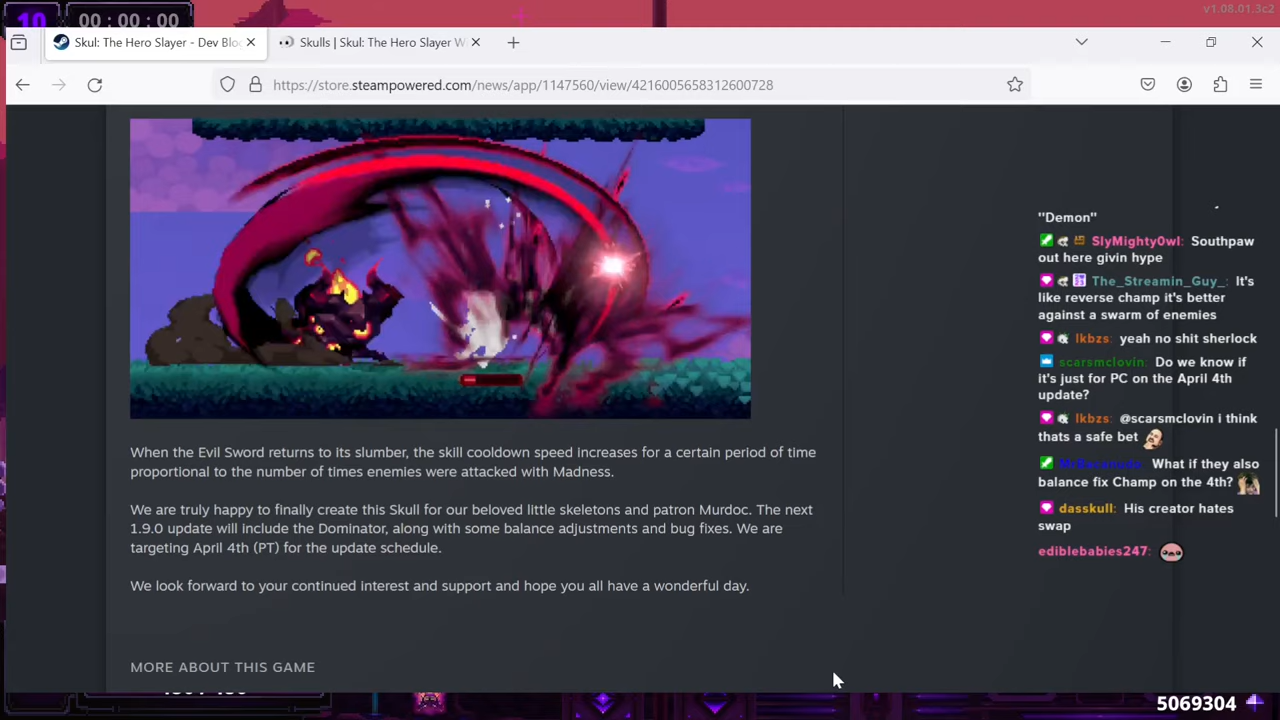 10
00:00:00
v1.08.01.3c2
Skul: The Hero Slayer - Dev Blo
Skulls | Skul: The Hero Slayer W
https://store.steampowered.com/news/app/1147560/view/4216005658312600728
When the Evil Sword returns to its slumber, the skill cooldown speed increases for a certain period of time
proportional to the number of times enemies were attacked with Madness.
We are truly happy to finally create this Skull for our beloved little skeletons and patron Murdoc. The next
1.9.0 update will include the Dominator, along with some balance adjustments and bug fixes. We are
targeting April 4th (PT) for the update schedule.
We look forward to your continued interest and support and hope you all have a wonderful day.
MORE ABOUT THIS GAME
"Demon"
SlyMighty0wl: Southpaw
out here givin hype
The_Streamin_Guy_: It's
like reverse champ it's better
against a swarm of enemies
lkbzs: yeah no shit sherlock
scarsmclovin: Do we know if
it's just for PC on the April 4th
update?
lkbzs: @scarsmclovin i think
thats a safe bet
What if they also
balance fix Champ on the 4th?
dasskull: His creator hates
swap
ediblebabies247:
5069304